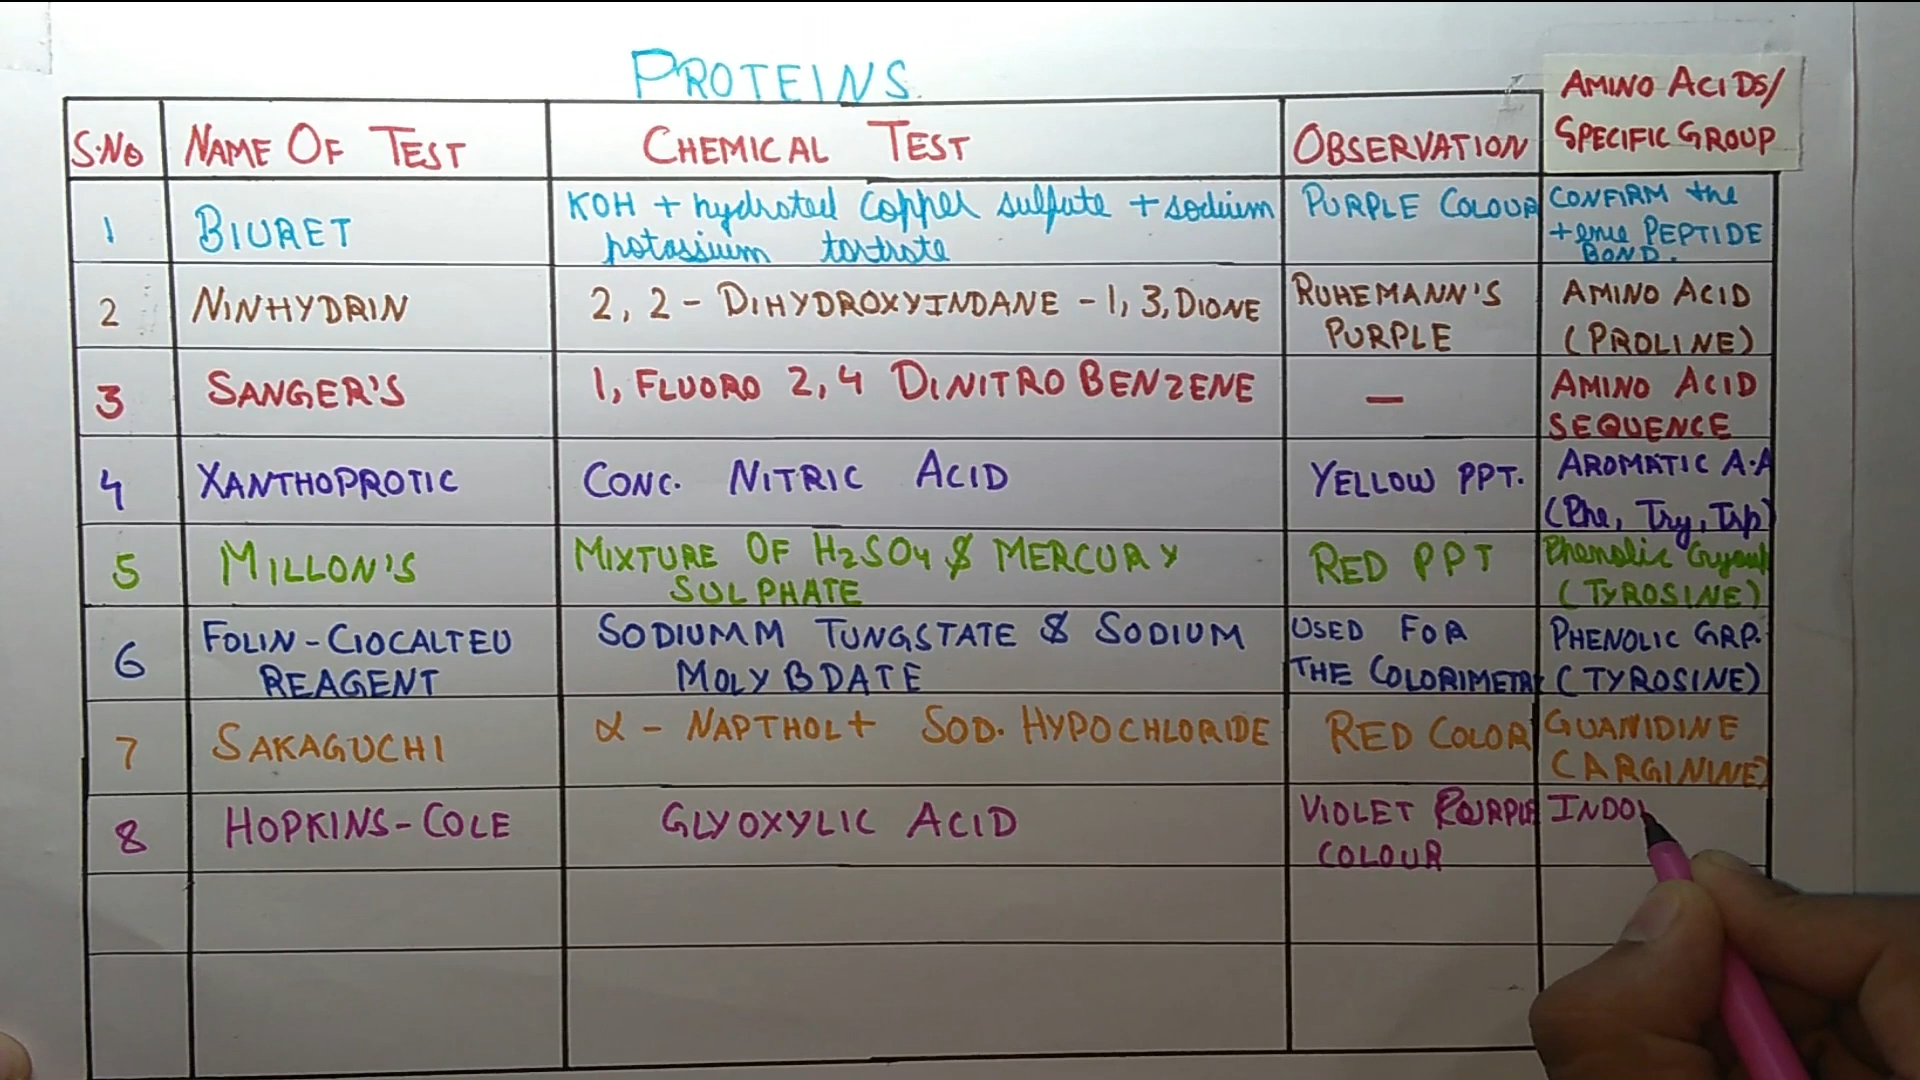 PROTEINS.
S.NO
NAME OF TEST
CHEMICAL TEST
OBSERVATION
AMINO ACIDS/
SPECIFIC GROUP
1
BIURET
KOH + hydrated copper sulfate + sodium
potassium tartrate
PURPLE COLOUR
CONFIRM the
+ence PEPTIDE
BOND.
2
NINHYDRIN
2, 2 - DIHYDROXYINDANE - 1, 3, DIONE
RUHEMANN'S
PURPLE
AMINO ACID
(PROLINE)
3
SANGER'S
1, FLUORO 2, 4 DINITRO BENZENE
—
AMINO ACID
SEQUENCE
4
XANTHOPROTIC
CONC. NITRIC ACID
YELLOW PPT.
AROMATIC A.A
(Phe, Try, Trp)
5
MILLON'S
MIXTURE OF H2SO4 & MERCURY
SULPHATE
RED PPT
Phenolic Group
(TYROSINE)
6
FOLIN-CIOCALTEU
REAGENT
SODIUMM TUNGSTATE & SODIUM
MOLYBDATE
USED FOR
THE COLORIMETR
PHENOLIC GRP.
(TYROSINE)
7
SAKAGUCHI
α - NAPTHOL + SOD. HYPOCHLORIDE
RED COLOR
GUANIDINE
(ARGININE)
8
HOPKINS-COLE
GLYOXYLIC ACID
VIOLET PURPLE
COLOUR
INDO